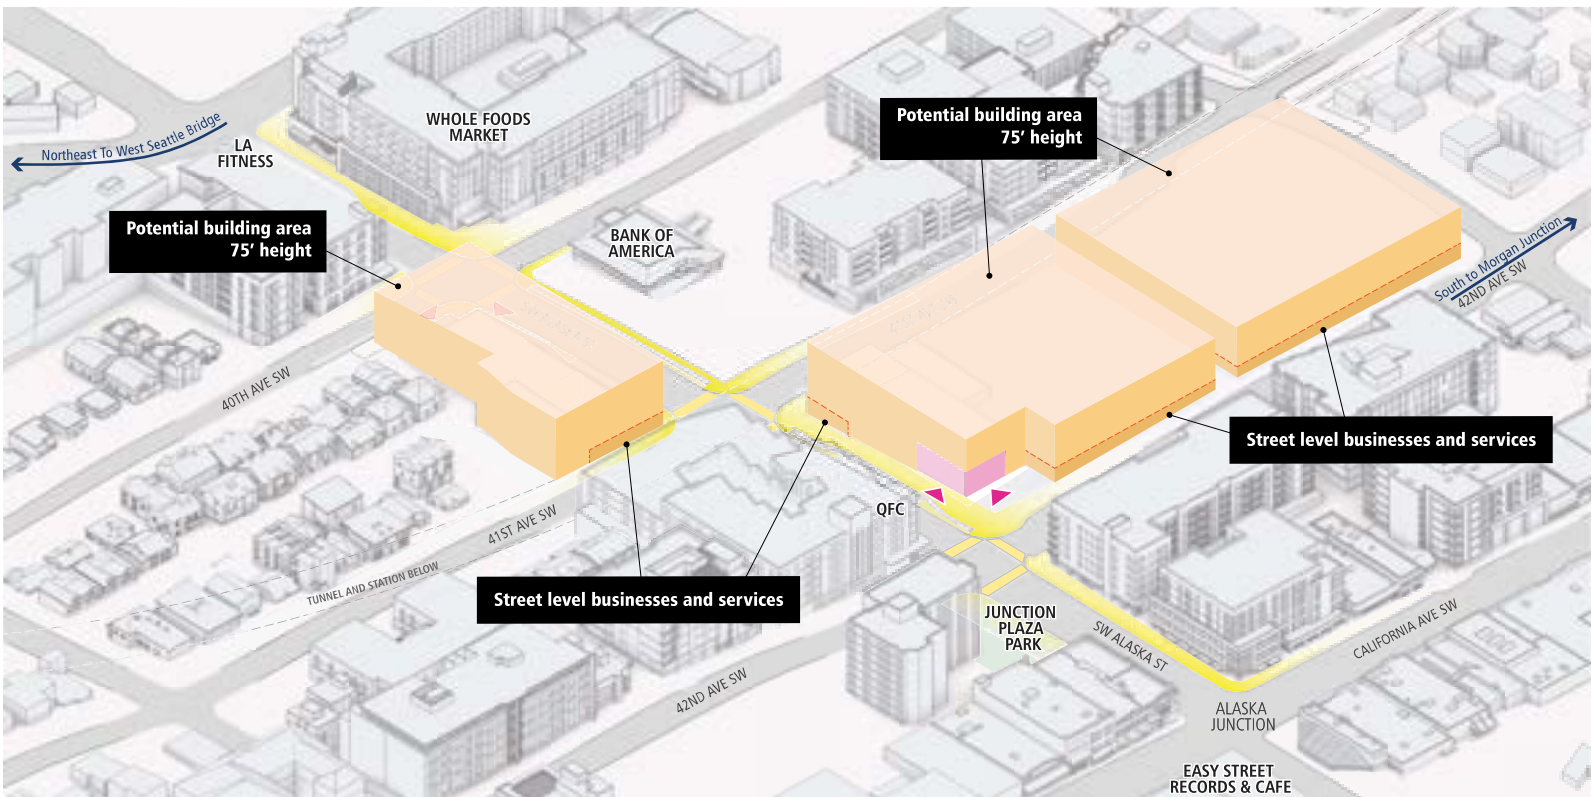 WHOLE FOODS
MARKET
Northeast To West Seattle Bridge
LA
FITNESS
Potential building area
75’ height
Potential building area
75’ height
BANK OF
AMERICA
South to Morgan Junction
42ND AVE SW
40TH AVE SW
Street level businesses and services
QFC
41ST AVE SW
TUNNEL AND STATION BELOW
Street level businesses and services
JUNCTION
PLAZA
PARK
SW ALASKA ST
CALIFORNIA AVE SW
42ND AVE SW
ALASKA
JUNCTION
EASY STREET
RECORDS & CAFE